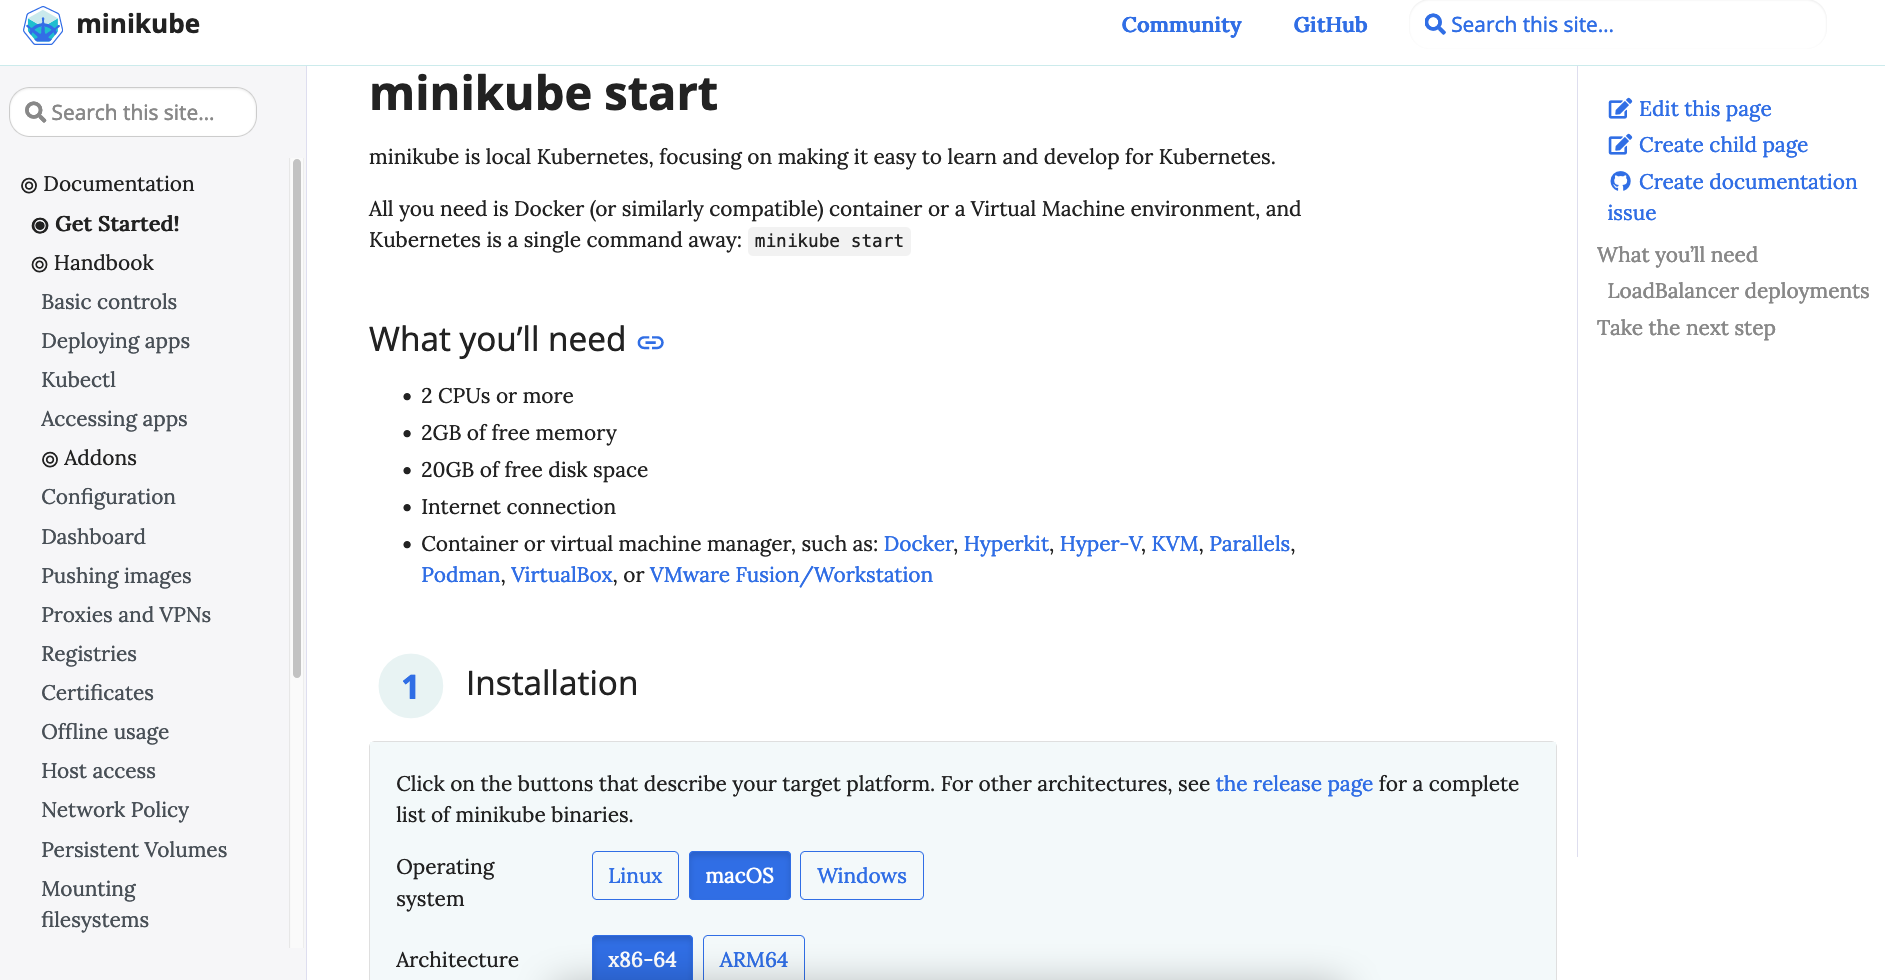 minikube
Community
GitHub
Search this site...
Search this site...
Documentation
Get Started!
Handbook
Basic controls
Deploying apps
Kubectl
Accessing apps
Addons
Configuration
Dashboard
Pushing images
Proxies and VPNs
Registries
Certificates
Offline usage
Host access
Network Policy
Persistent Volumes
Mounting
filesystems
minikube start
minikube is local Kubernetes, focusing on making it easy to learn and develop for Kubernetes.
All you need is Docker (or similarly compatible) container or a Virtual Machine environment, and
Kubernetes is a single command away: minikube start
What you’ll need
2 CPUs or more
2GB of free memory
20GB of free disk space
Internet connection
Container or virtual machine manager, such as: Docker, Hyperkit, Hyper-V, KVM, Parallels,
Podman, VirtualBox, or VMware Fusion/Workstation
1 Installation
Click on the buttons that describe your target platform. For other architectures, see the release page for a complete
list of minikube binaries.
Operating
system
Linux
macOS
Windows
Architecture
x86-64
ARM64
Edit this page
Create child page
Create documentation
issue
What you’ll need
LoadBalancer deployments
Take the next step